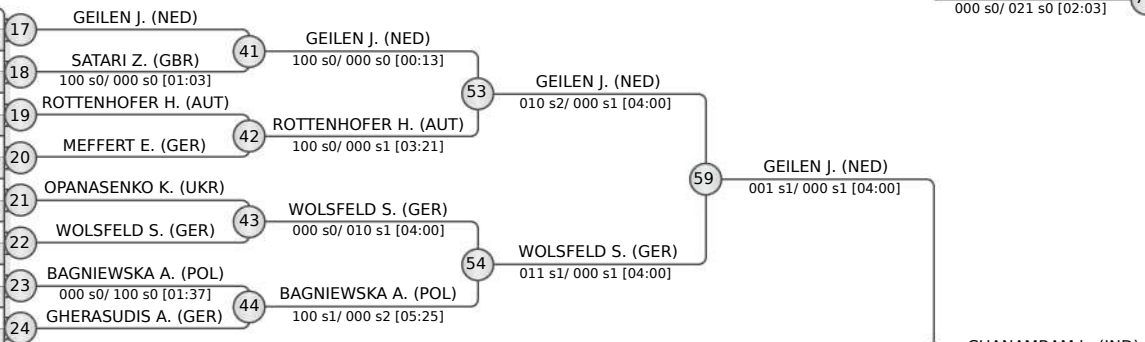 000 s0/ 021 s0 [02:03]
17
GEILEN J. (NED)
18
SATARI Z. (GBR)
100 s0/ 000 s0 [01:03]
41
GEILEN J. (NED)
100 s0/ 000 s0 [00:13]
19
ROTTENHOFER H. (AUT)
20
MEFFERT E. (GER)
42
ROTTENHOFER H. (AUT)
100 s0/ 000 s1 [03:21]
53
GEILEN J. (NED)
010 s2/ 000 s1 [04:00]
21
OPANASENKO K. (UKR)
22
WOLSFELD S. (GER)
43
WOLSFELD S. (GER)
000 s0/ 010 s1 [04:00]
23
BAGNIEWSKA A. (POL)
000 s0/ 100 s0 [01:37]
24
GHERASUDIS A. (GER)
44
BAGNIEWSKA A. (POL)
100 s1/ 000 s2 [05:25]
54
WOLSFELD S. (GER)
011 s1/ 000 s1 [04:00]
59
GEILEN J. (NED)
001 s1/ 000 s1 [04:00]